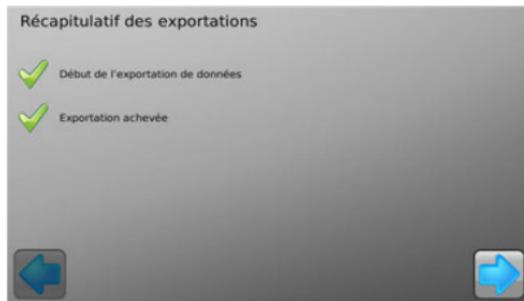 Récapitulatif des exportations
Début de l'exportation de données
Exportation achevée